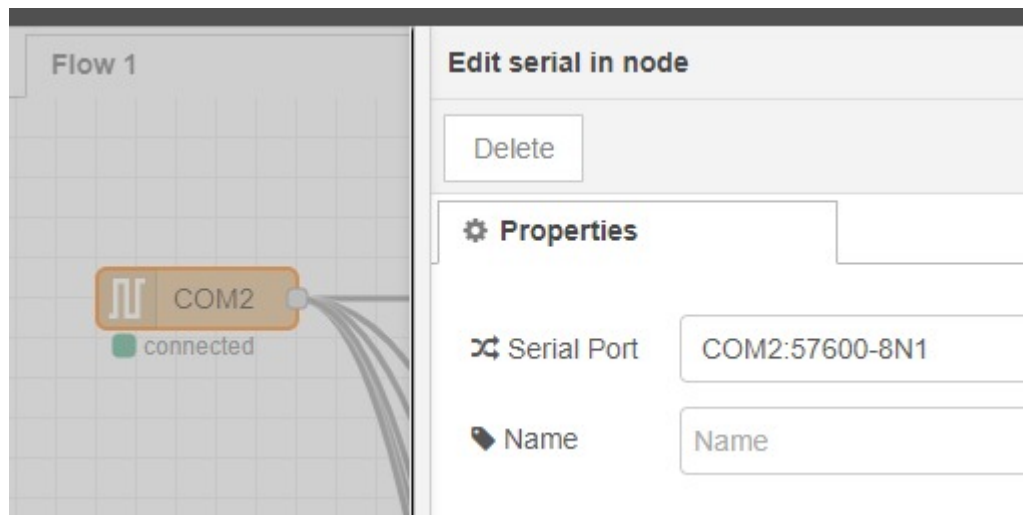 Flow 1
Edit serial in node
Delete
Properties
COM2
connected
Serial Port
COM2:57600-8N1
Name
Name